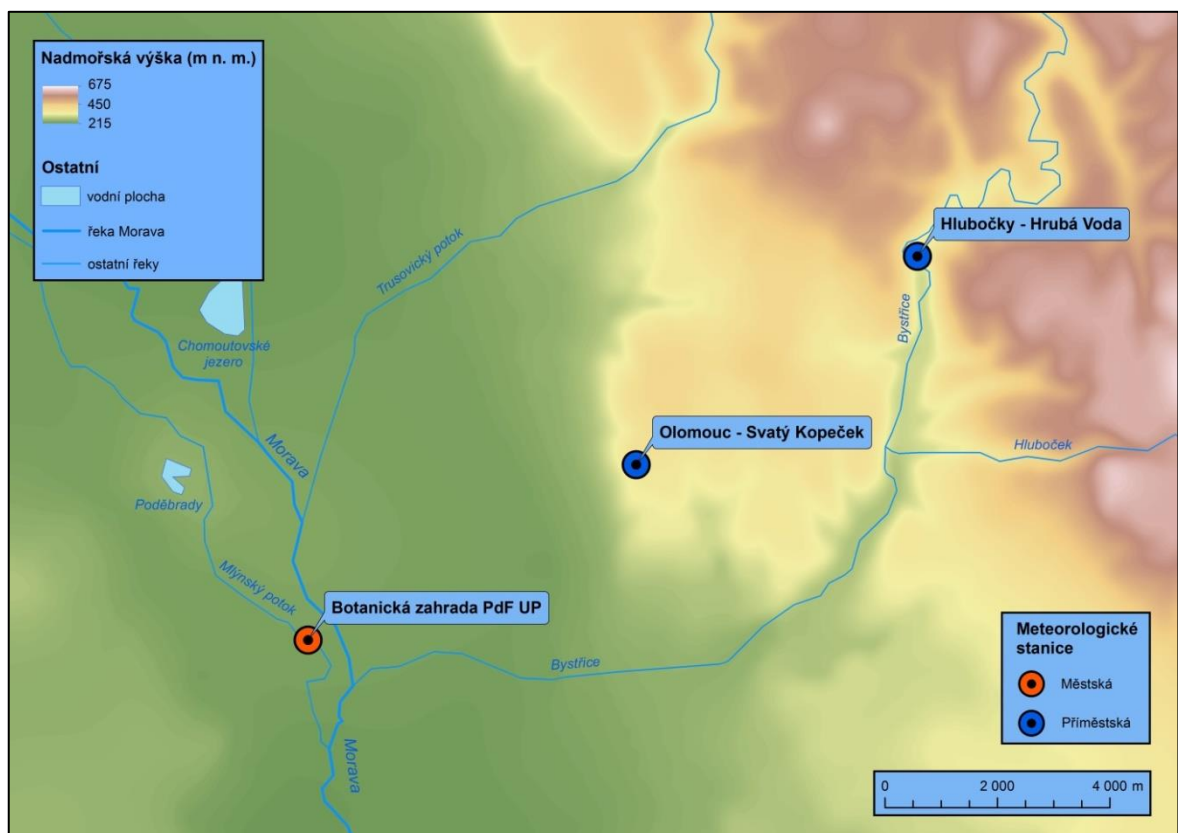 Nadmořská výška (m n. m.)
675
450
215
Ostatní
vodní plocha
řeka Morava
ostatní řeky
Hlubočky - Hrubá Voda
Trusovický potok
Bystřice
Chomoutovské
jezero
Olomouc - Svatý Kopeček
Morava
Hluboček
Poděbrady
Mlýnský potok
Botanická zahrada PdF UP
Bystřice
Morava
Meteorologické
stanice
Městská
Příměstská
0 2 000 4 000 m